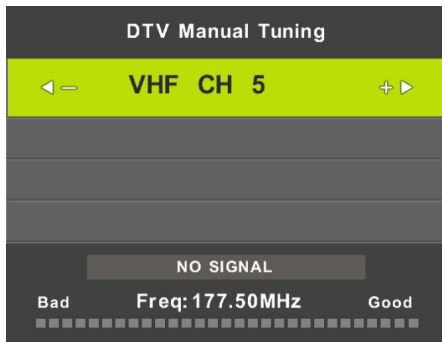 DTV Manual Tuning
VHF CH 5
NO SIGNAL
Bad Freq:177.50MHz Good